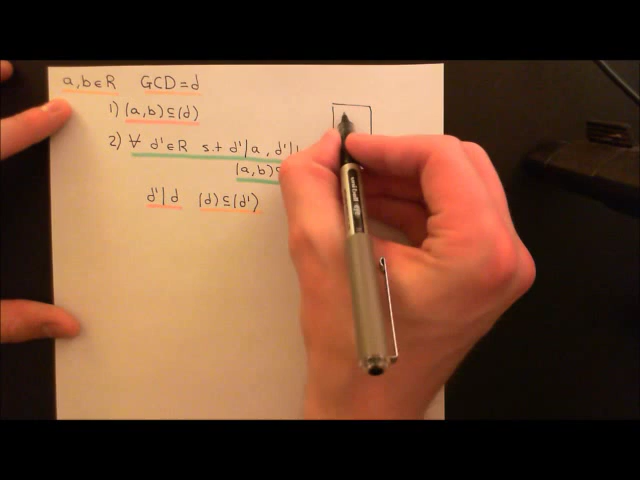 a,b∈R GCD=d
1) (a,b)⊆(d)
2) ∀ d'∈R s.t d'|a, d'|
(a,b)⊆
d'|d (d)⊆(d')